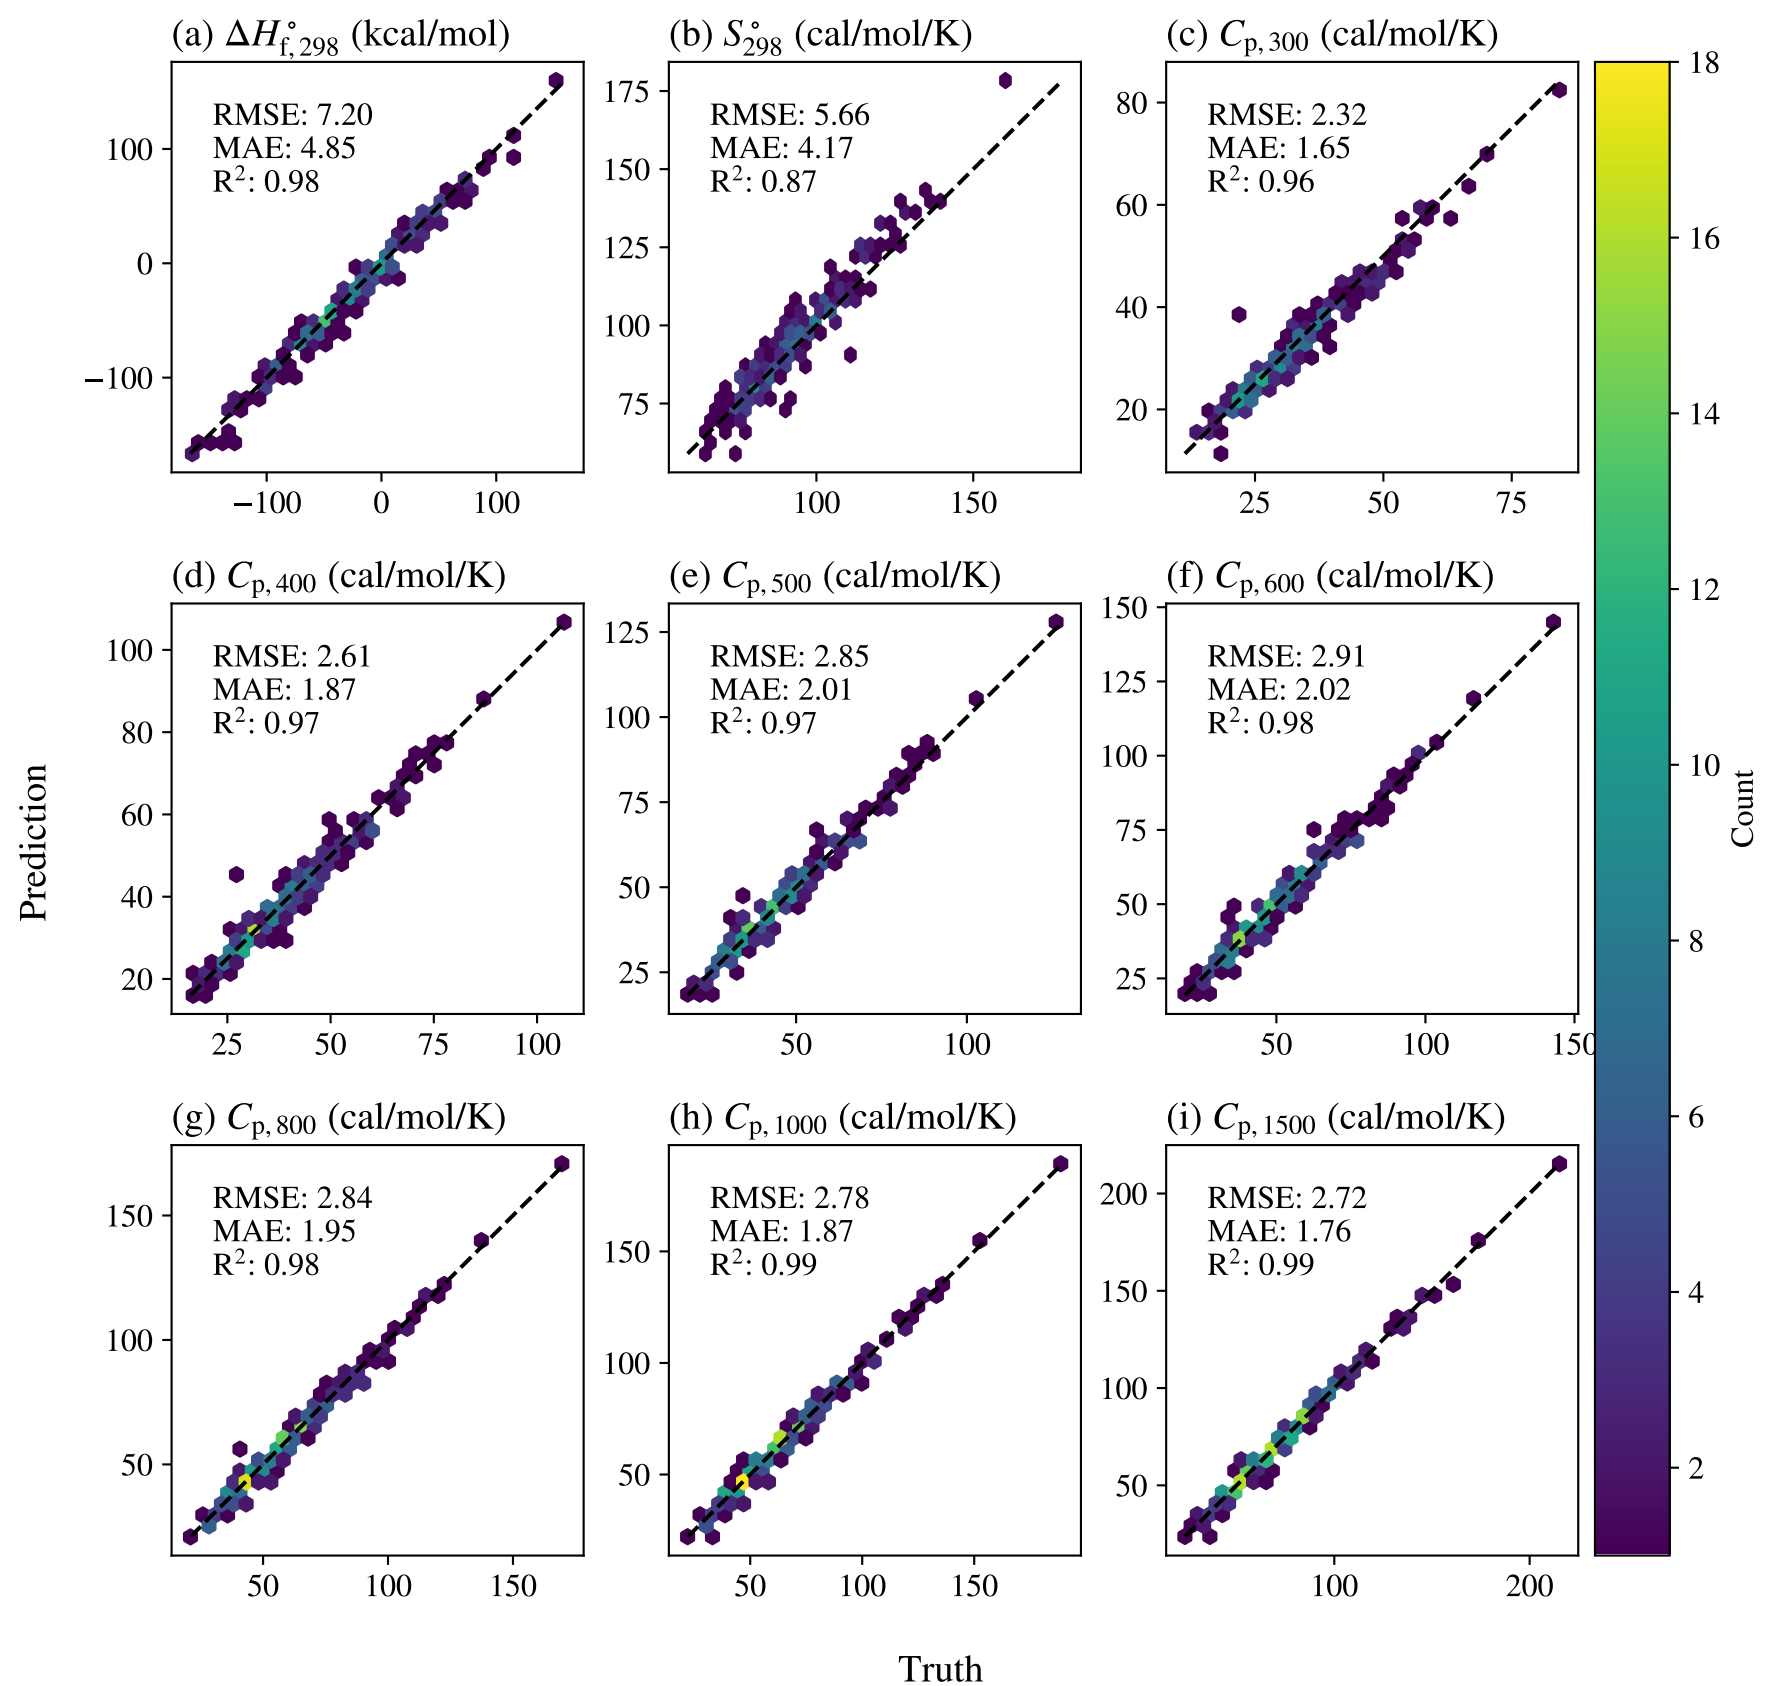 (a) ΔH°f,298 (kcal/mol)
RMSE: 7.20
MAE: 4.85
R²: 0.98
100
0
−100
−100 0 100
(b) S°298 (cal/mol/K)
RMSE: 5.66
MAE: 4.17
R²: 0.87
175
150
125
100
75
100 150
(c) Cp,300 (cal/mol/K)
RMSE: 2.32
MAE: 1.65
R²: 0.96
80
60
40
20
25 50 75
(d) Cp,400 (cal/mol/K)
RMSE: 2.61
MAE: 1.87
R²: 0.97
100
80
60
40
20
25 50 75 100
(e) Cp,500 (cal/mol/K)
RMSE: 2.85
MAE: 2.01
R²: 0.97
125
100
75
50
25
50 100
(f) Cp,600 (cal/mol/K)
RMSE: 2.91
MAE: 2.02
R²: 0.98
150
125
100
75
50
25
50 100 150
(g) Cp,800 (cal/mol/K)
RMSE: 2.84
MAE: 1.95
R²: 0.98
150
100
50
50 100 150
(h) Cp,1000 (cal/mol/K)
RMSE: 2.78
MAE: 1.87
R²: 0.99
150
100
50
50 100 150
(i) Cp,1500 (cal/mol/K)
RMSE: 2.72
MAE: 1.76
R²: 0.99
200
150
100
50
100 200
18
16
14
12
10
8
6
4
2
Count
Prediction
Truth